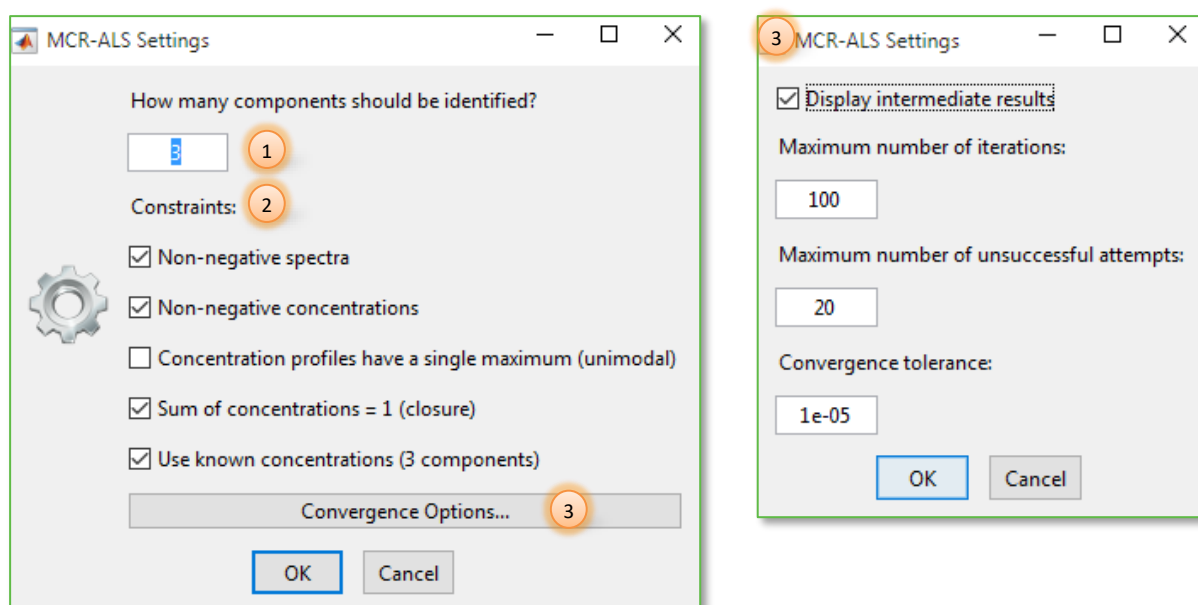 MCR-ALS Settings
How many components should be identified?
3
1
Constraints:
2
Non-negative spectra
Non-negative concentrations
Concentration profiles have a single maximum (unimodal)
Sum of concentrations = 1 (closure)
Use known concentrations (3 components)
Convergence Options...
3
OK
Cancel
3
MCR-ALS Settings
Display intermediate results
Maximum number of iterations:
100
Maximum number of unsuccessful attempts:
20
Convergence tolerance:
1e-05
OK
Cancel